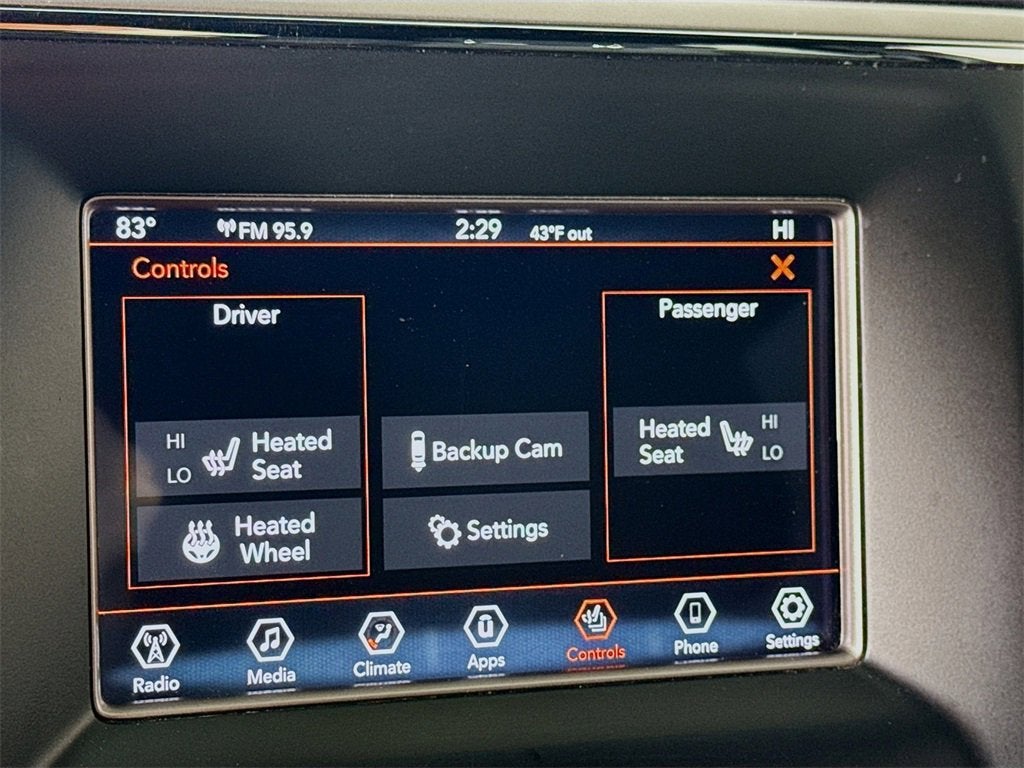 83° FM 95.9 2:29 43°F out HI
Controls X
Driver
Passenger
HI
LO
Heated
Seat
Backup Cam
Heated
Seat
HI
LO
Heated
Wheel
Settings
Radio Media Climate Apps Controls Phone Settings